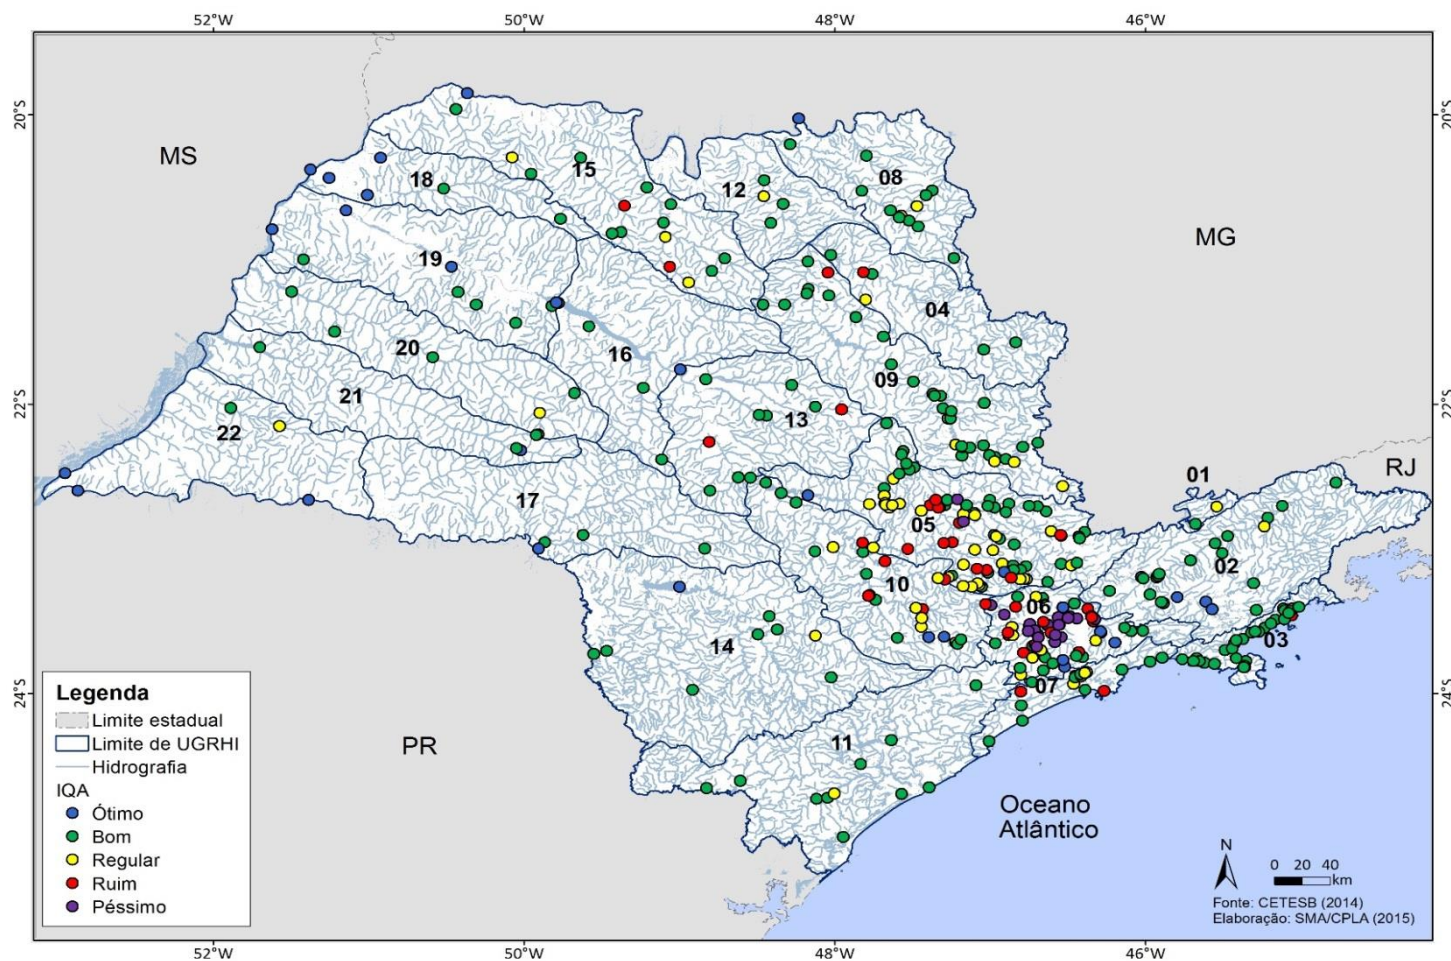 52°W 50°W 48°W 46°W
20°S 20°S
MS
15
18
12
08
MG
19
04
20
16
09
21
13
22
RJ
01
17
05
02
22°S 22°S
10
06
03
14
07
24°S 24°S
11
PR
Oceano
Atlântico
Legenda
Limite estadual
Limite de UGRHI
Hidrografia
IQA
Ótimo
Bom
Regular
Ruim
Péssimo
N
0 20 40
km
Fonte: CETESB (2014)
Elaboração: SMA/CPLA (2015)
52°W 50°W 48°W 46°W